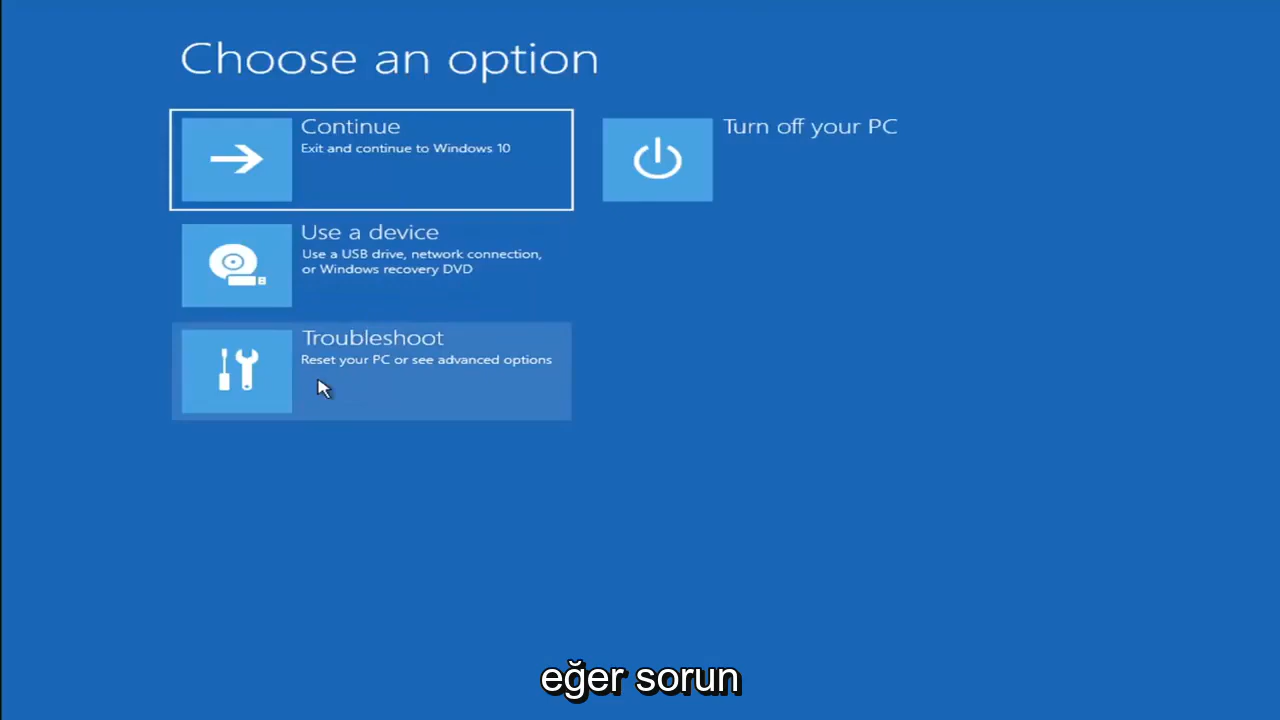 Choose an option
Continue
Exit and continue to Windows 10
Turn off your PC
Use a device
Use a USB drive, network connection,
or Windows recovery DVD
Troubleshoot
Reset your PC or see advanced options
eğer sorun